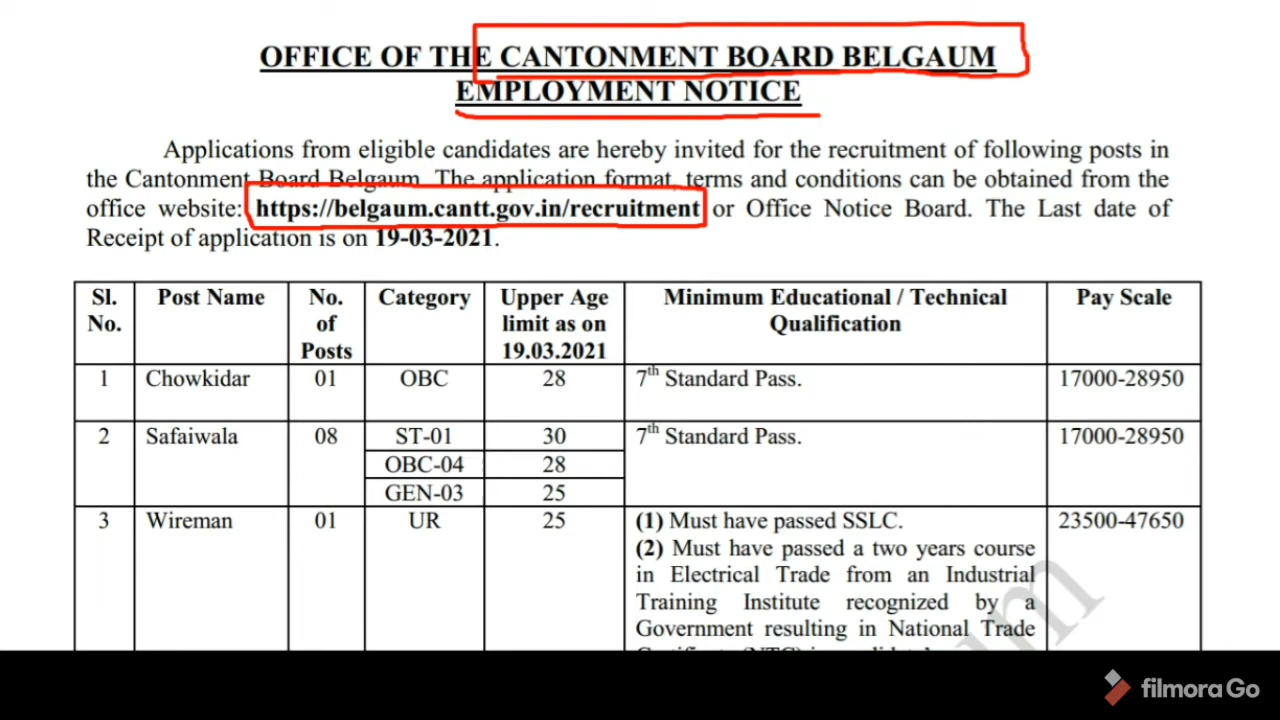 OFFICE OF THE CANTONMENT BOARD BELGAUM
EMPLOYMENT NOTICE
Applications from eligible candidates are hereby invited for the recruitment of following posts in
the Cantonment Board Belgaum. The application format, terms and conditions can be obtained from the
office website: https://belgaum.cantt.gov.in/recruitment or Office Notice Board. The Last date of
Receipt of application is on 19-03-2021.
Sl. No. Post Name No. of Posts Category Upper Age limit as on 19.03.2021 Minimum Educational / Technical Qualification Pay Scale
1 Chowkidar 01 OBC 28 7th Standard Pass. 17000-28950
2 Safaiwala 08 ST-01 30 7th Standard Pass. 17000-28950
OBC-04 28
GEN-03 25
3 Wireman 01 UR 25 (1) Must have passed SSLC. 23500-47650
(2) Must have passed a two years course
in Electrical Trade from an Industrial
Training Institute recognized by a
Government resulting in National Trade
filmora Go